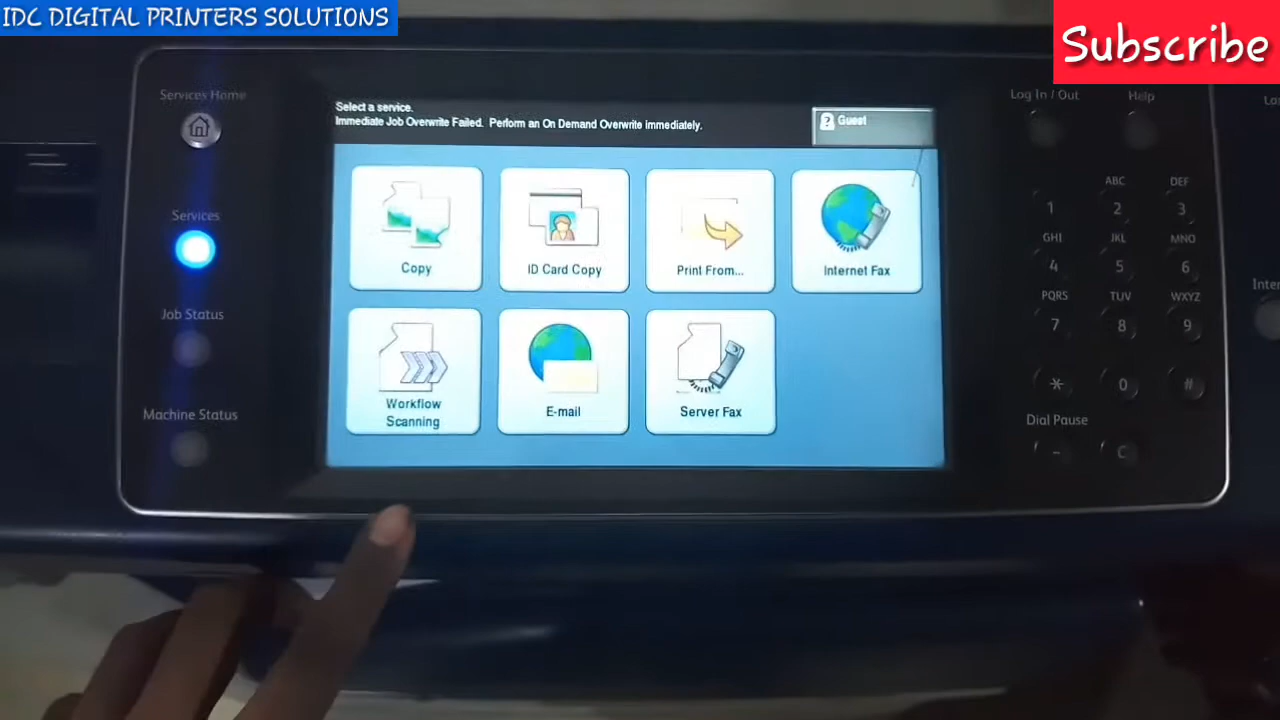 IDC DIGITAL PRINTERS SOLUTIONS
Subscribe
Services Home
Log In / Out
Help
Select a service.
Immediate Job Overwrite Failed. Perform an On Demand Overwrite immediately.
? Guest
Services
Job Status
Machine Status
Copy
ID Card Copy
Print From...
Internet Fax
Workflow
Scanning
E-mail
Server Fax
ABC
DEF
1
2
3
GHI
JKL
MNO
4
5
6
PQRS
TUV
WXYZ
7
8
9
*
0
#
Dial Pause
-
C